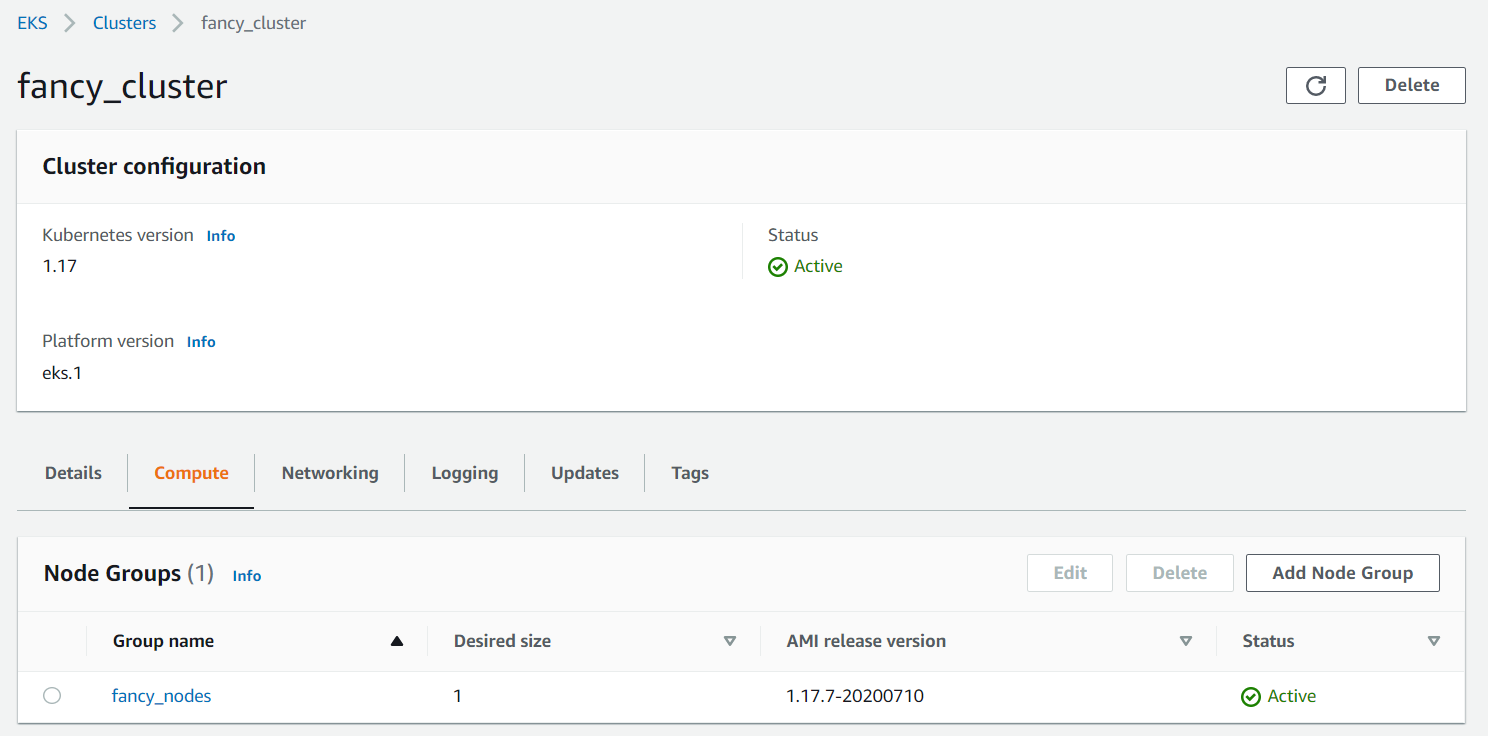 EKS Clusters fancy_cluster
fancy_cluster
Delete
Cluster configuration
Kubernetes version Info
1.17
Status
Active
Platform version Info
eks.1
Details Compute Networking Logging Updates Tags
Node Groups (1) Info
Edit Delete Add Node Group
Group name Desired size AMI release version Status
fancy_nodes 1 1.17.7-20200710 Active